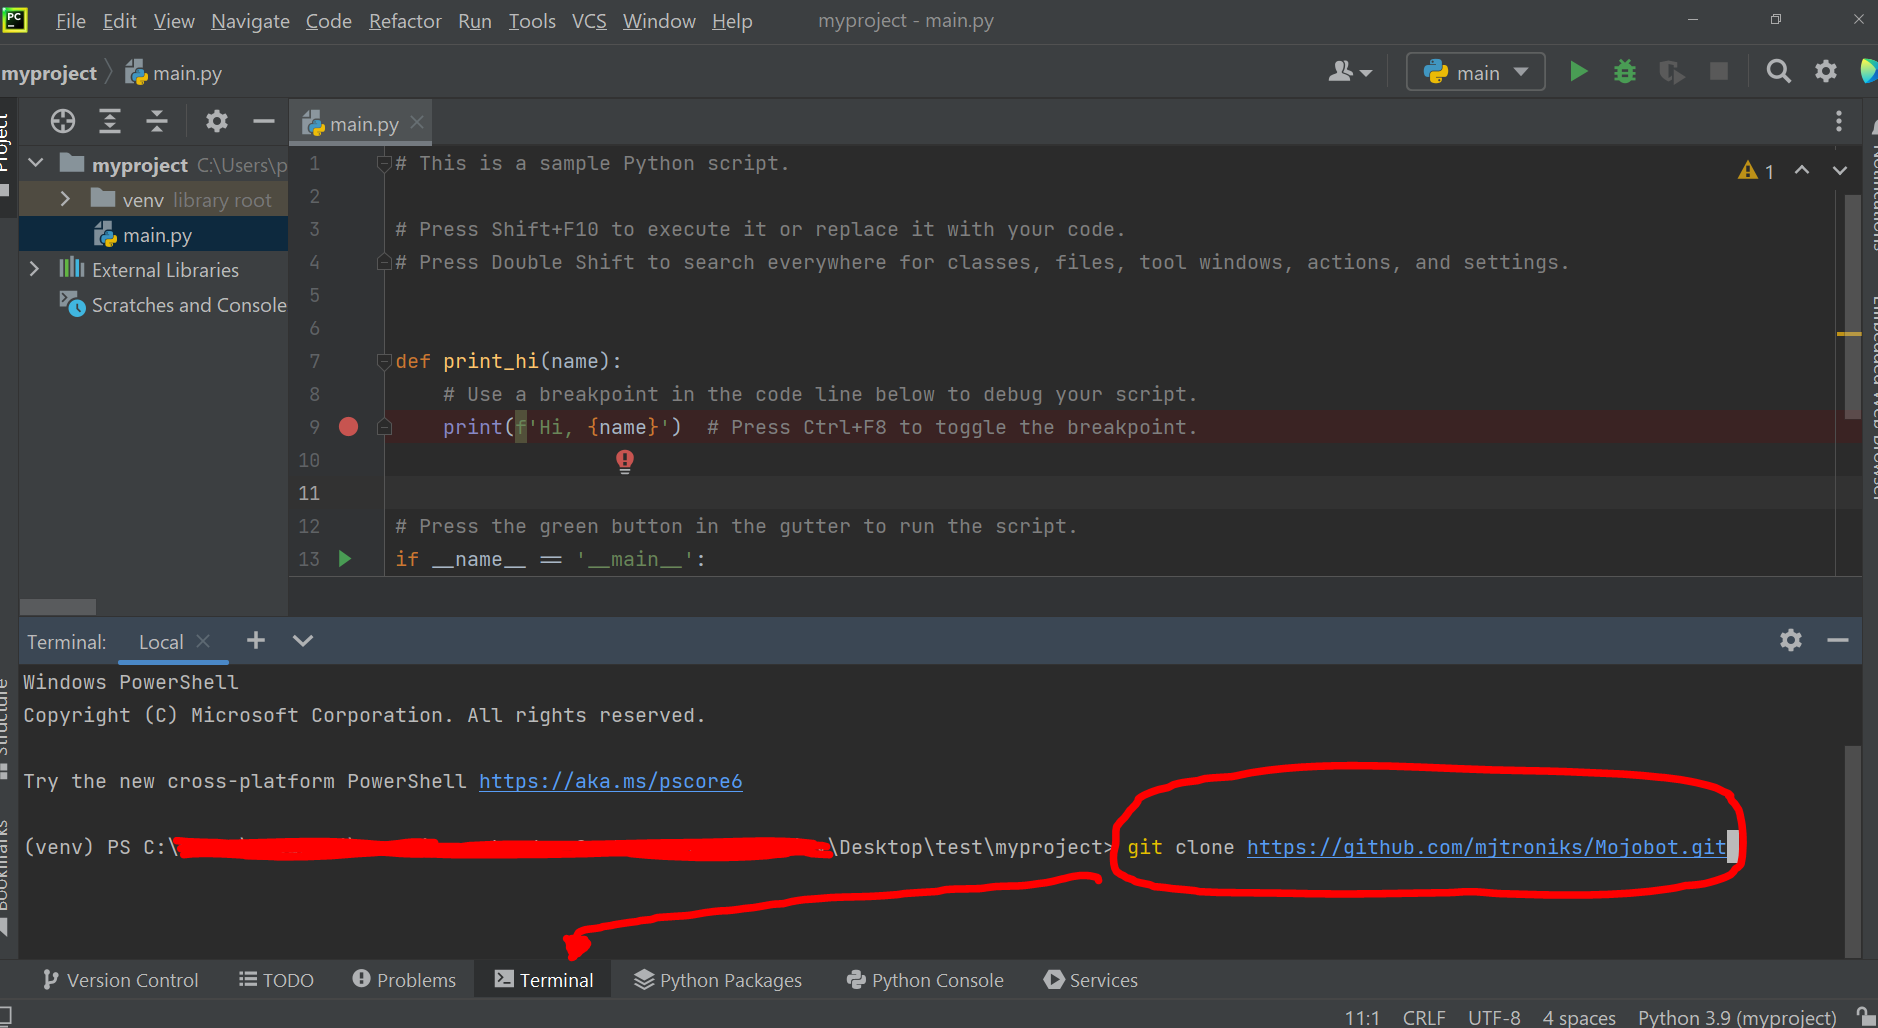 PC
File Edit View Navigate Code Refactor Run Tools VCS Window Help myproject - main.py
myproject main.py
main
Project
main.py
myproject C:\Users\p
venv library root
main.py
External Libraries
Scratches and Console
1 # This is a sample Python script.
2
3 # Press Shift+F10 to execute it or replace it with your code.
4 # Press Double Shift to search everywhere for classes, files, tool windows, actions, and settings.
5
6
7 def print_hi(name):
8 # Use a breakpoint in the code line below to debug your script.
9 print(f'Hi, {name}') # Press Ctrl+F8 to toggle the breakpoint.
10
11
12 # Press the green button in the gutter to run the script.
13 if __name__ == '__main__':
1
Notifications
Embedded Web Browser
Terminal: Local
Structure
Bookmarks
Windows PowerShell
Copyright (C) Microsoft Corporation. All rights reserved.
Try the new cross-platform PowerShell https://aka.ms/pscore6
(venv) PS C:\ \Desktop\test\myproject> git clone https://github.com/mjtroniks/Mojobot.git
Version Control TODO Problems Terminal Python Packages Python Console Services
11:1 CRLF UTF-8 4 spaces Python 3.9 (myproject)